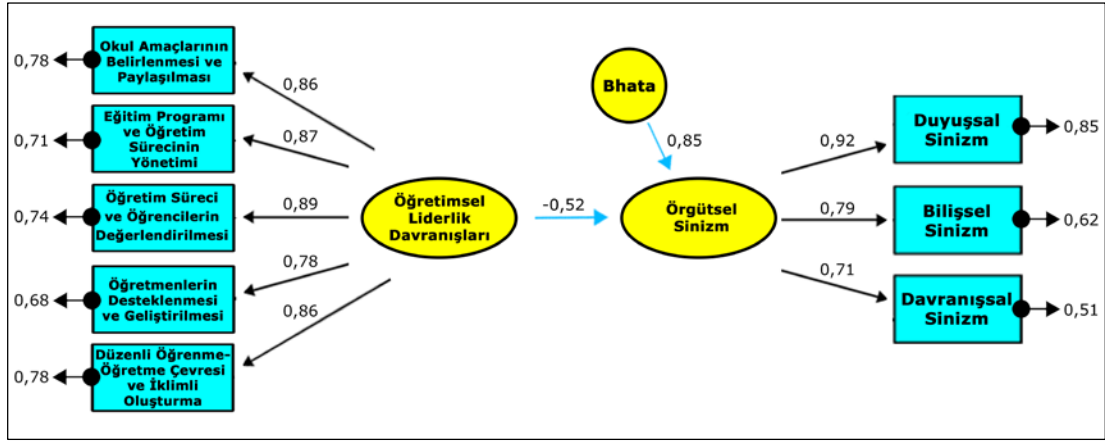 Okul Amaçlarının
Belirlenmesi ve
Paylaşılması
0,78
0,86
Eğitim Programı
ve Öğretim
Sürecinin
Yönetimi
0,71
0,87
Öğretim Süreci
ve Öğrencilerin
Değerlendirilmesi
0,74
0,89
Öğretmenlerin
Desteklenmesi
ve Geliştirilmesi
0,68
0,78
Düzenli Öğrenme-
Öğretme Çevresi
ve İklimli
Oluşturma
0,78
0,86
Öğretimsel
Liderlik
Davranışları
-0,52
Bhata
0,85
Örgütsel
Sinizm
0,92
Duyuşsal
Sinizm
0,85
0,79
Bilişsel
Sinizm
0,62
0,71
Davranışsal
Sinizm
0,51